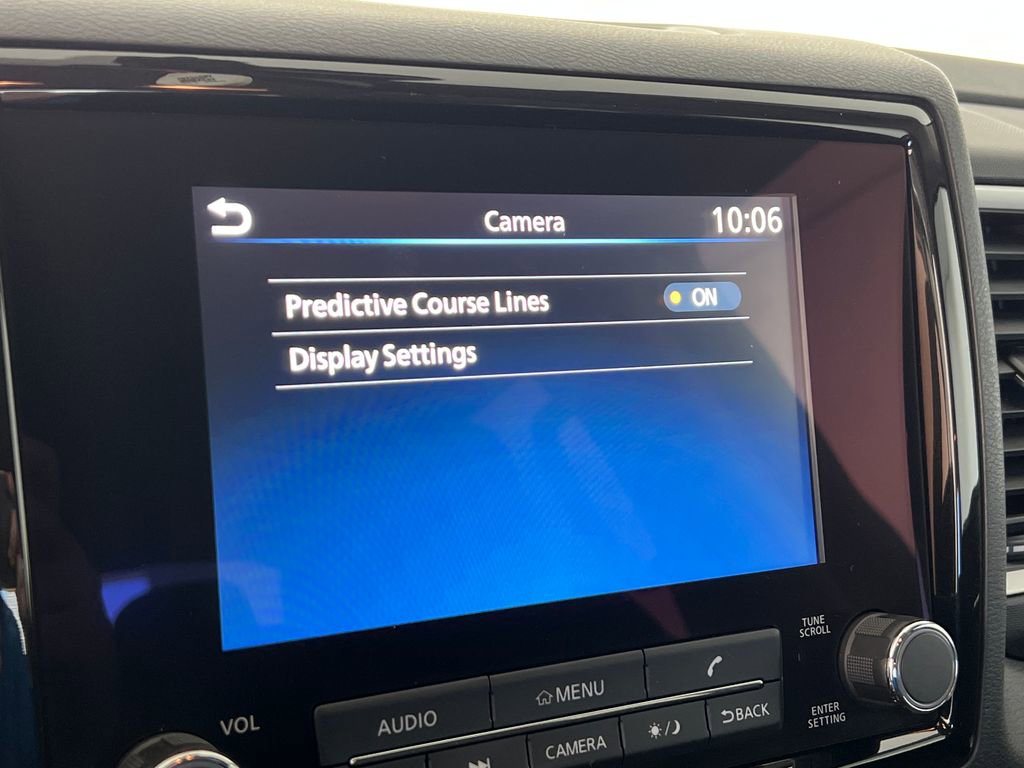 Camera
10:06
Predictive Course Lines
ON
Display Settings
TUNE
SCROLL
VOL
AUDIO
MENU
ENTER
SETTING
CAMERA
BACK